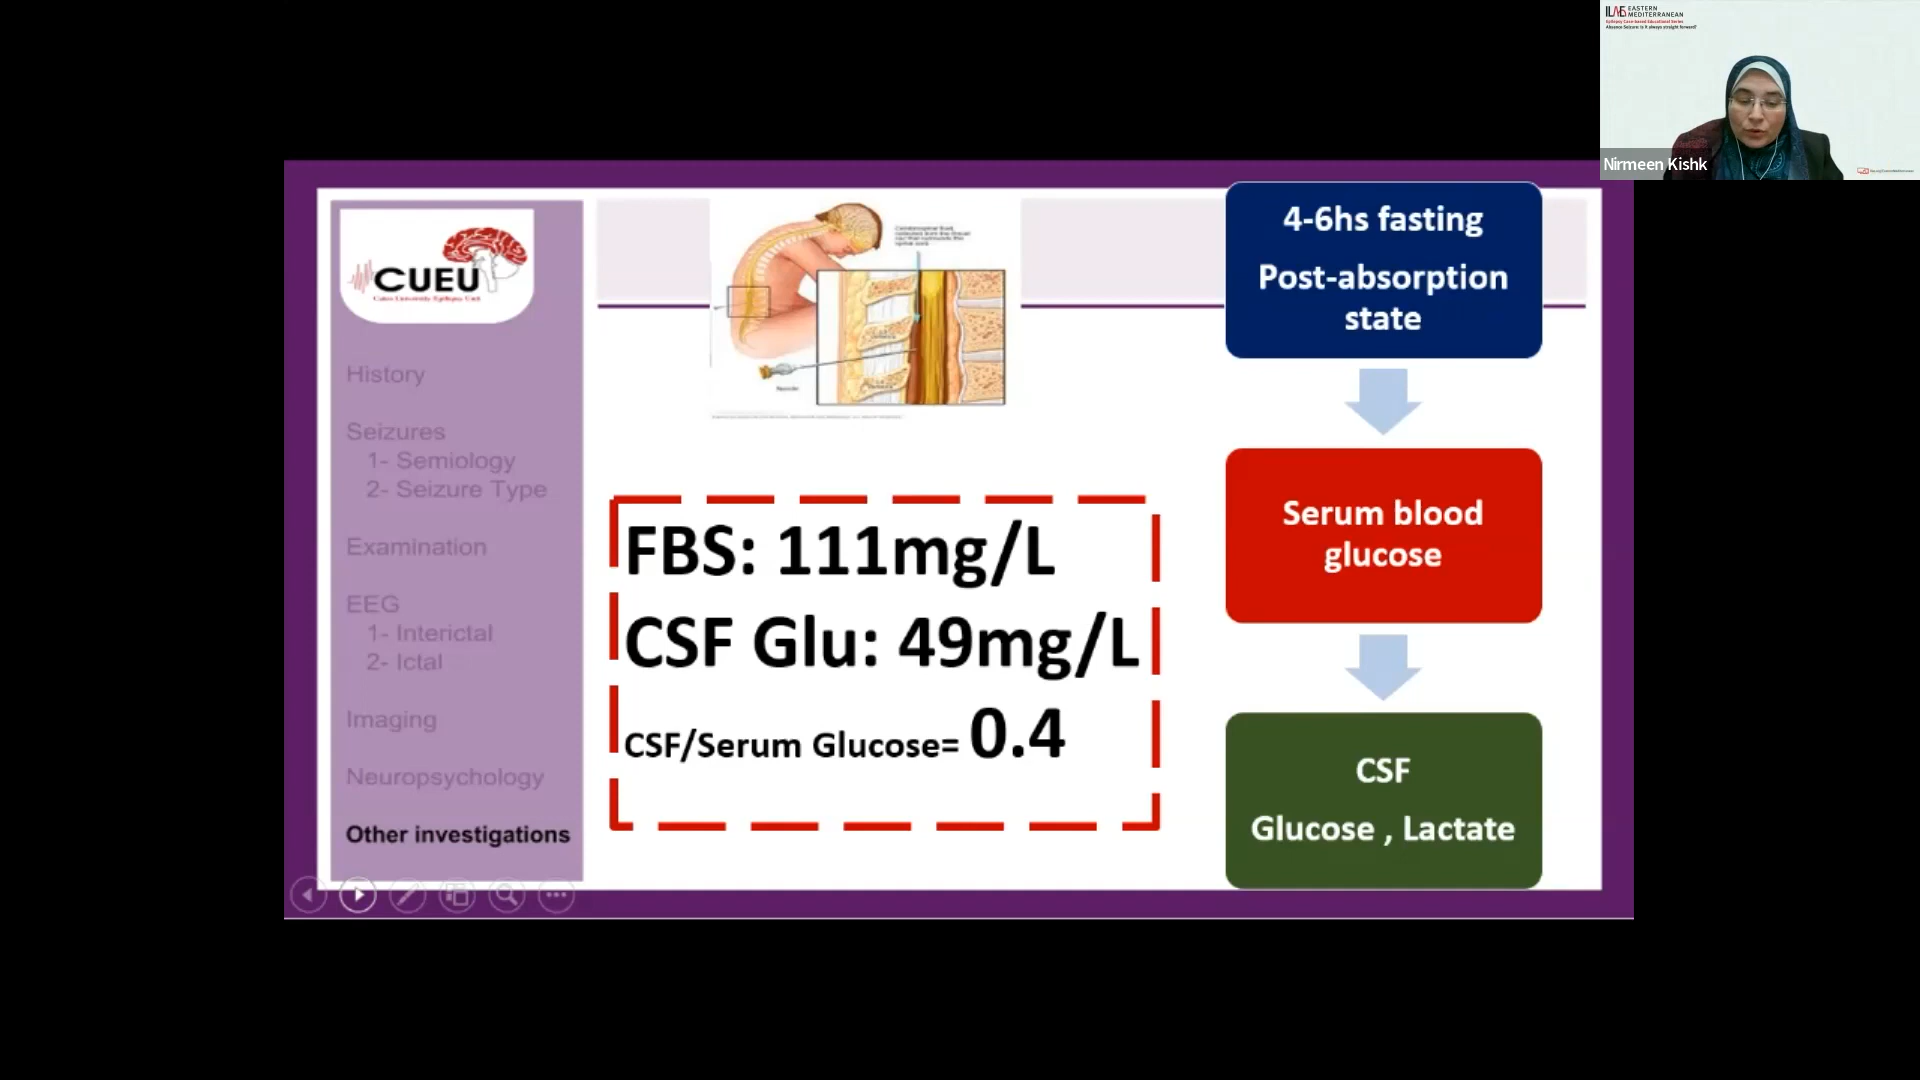 ILAE EASTERN
MEDITERRANEAN
Epilepsy Case-based Educational Series
Absence Seizure: Is it always straight forward?
Nirmeen Kishk
CUEU
Cairo University Epilepsy Unit
History
Seizures
1- Semiology
2- Seizure Type
Examination
EEG
1- Interictal
2- Ictal
Imaging
Neuropsychology
Other investigations
FBS: 111mg/L
CSF Glu: 49mg/L
CSF/Serum Glucose= 0.4
4-6hs fasting
Post-absorption
state
Serum blood
glucose
CSF
Glucose , Lactate